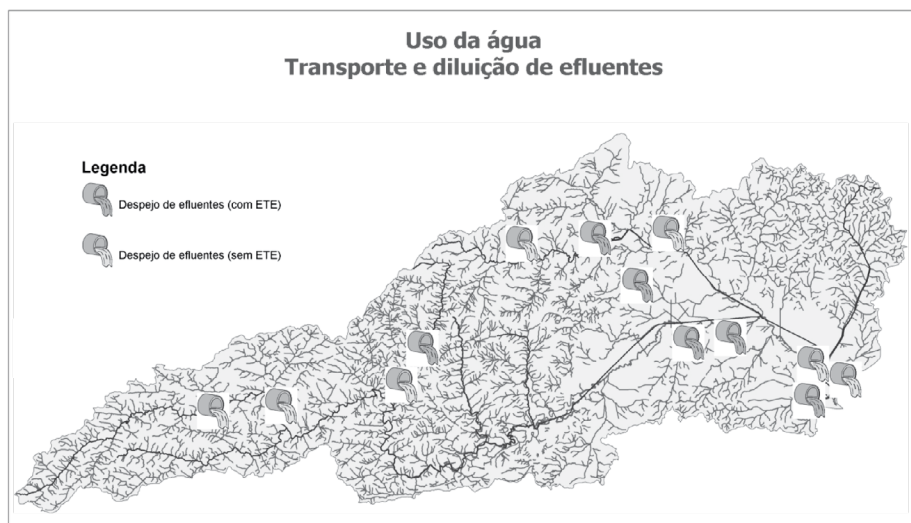 Uso da água
Transporte e diluição de efluentes
Legenda
Despejo de efluentes (com ETE)
Despejo de efluentes (sem ETE)